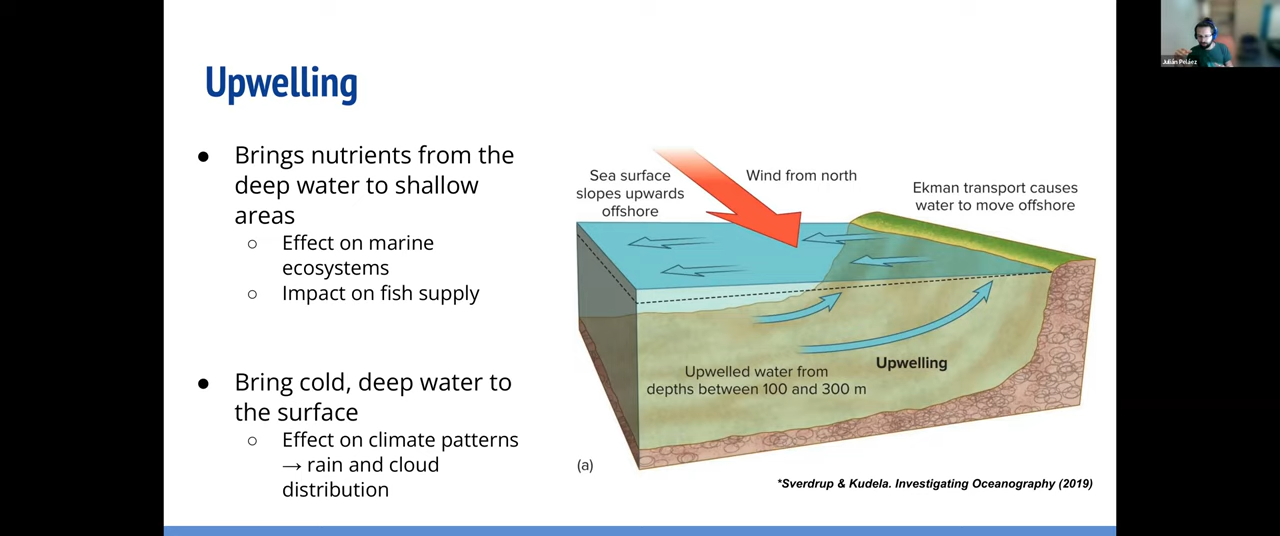 Upwelling
● Brings nutrients from the
deep water to shallow
areas
○ Effect on marine
ecosystems
○ Impact on fish supply
● Bring cold, deep water to
the surface
○ Effect on climate patterns
→ rain and cloud
distribution
Sea surface
slopes upwards
offshore
Wind from north
Ekman transport causes
water to move offshore
Upwelling
Upwelled water from
depths between 100 and 300 m
(a)
*Sverdrup & Kudela. Investigating Oceanography (2019)
Julián Peláez